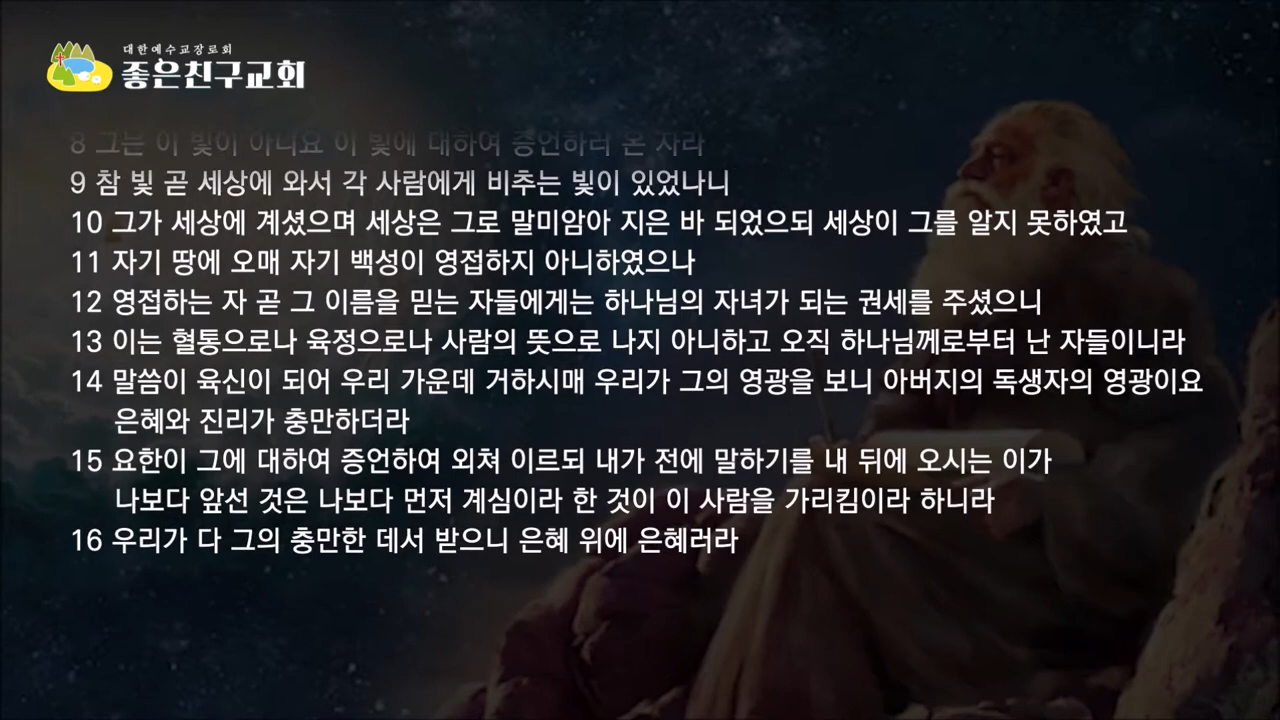 대한예수교장로회
좋은친구교회
8 그는 이 빛이 아니요 이 빛에 대하여 증언하러 온 자라
9 참 빛 곧 세상에 와서 각 사람에게 비추는 빛이 있었나니
10 그가 세상에 계셨으며 세상은 그로 말미암아 지은 바 되었으되 세상이 그를 알지 못하였고
11 자기 땅에 오매 자기 백성이 영접하지 아니하였으나
12 영접하는 자 곧 그 이름을 믿는 자들에게는 하나님의 자녀가 되는 권세를 주셨으니
13 이는 혈통으로나 육정으로나 사람의 뜻으로 나지 아니하고 오직 하나님께로부터 난 자들이니라
14 말씀이 육신이 되어 우리 가운데 거하시매 우리가 그의 영광을 보니 아버지의 독생자의 영광이요
은혜와 진리가 충만하더라
15 요한이 그에 대하여 증언하여 외쳐 이르되 내가 전에 말하기를 내 뒤에 오시는 이가
나보다 앞선 것은 나보다 먼저 계심이라 한 것이 이 사람을 가리킴이라 하니라
16 우리가 다 그의 충만한 데서 받으니 은혜 위에 은혜러라